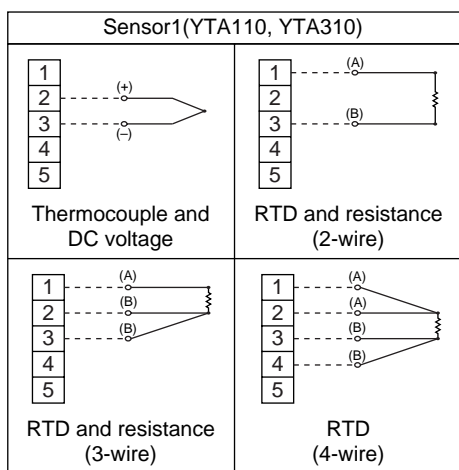 Sensor1(YTA110, YTA310)
1
2
3
4
5
(+)
(–)
Thermocouple and
DC voltage
1
2
3
4
5
(A)
(B)
RTD and resistance
(2-wire)
1
2
3
4
5
(A)
(B)
(B)
RTD and resistance
(3-wire)
1
2
3
4
5
(A)
(A)
(B)
(B)
RTD
(4-wire)